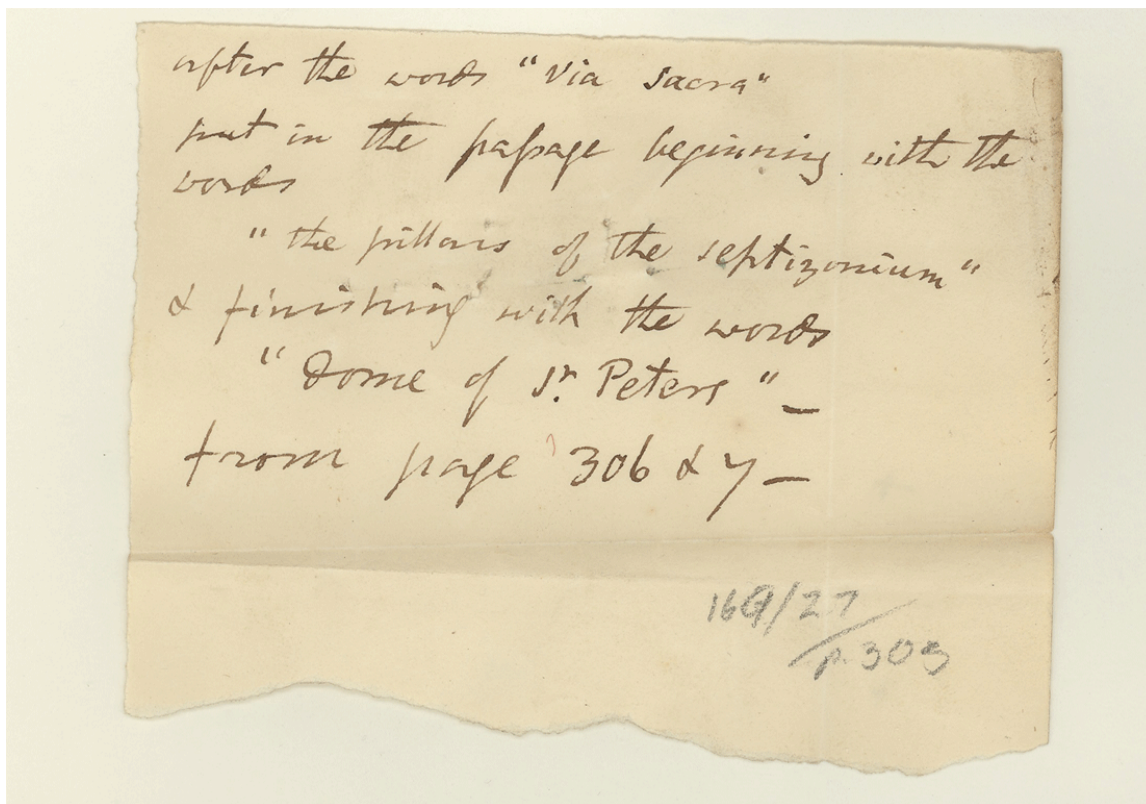 after the words "Via Sacra"
put in the paſsage beginning with the
words
"the pillars of the septizonium"
& finishing with the words
"Dome of St. Peters" –
from page 306 & 7 –
169/27
p. 303